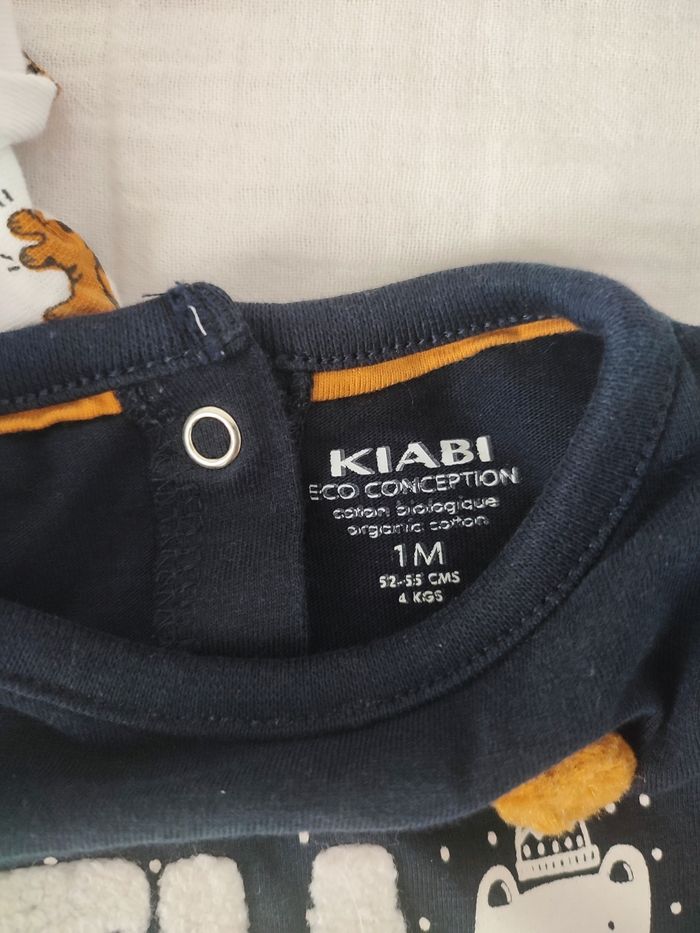 KIABI
ECO CONCEPTION
coton biologique
organic cotton
1M
52-55 CMS
4 KGS